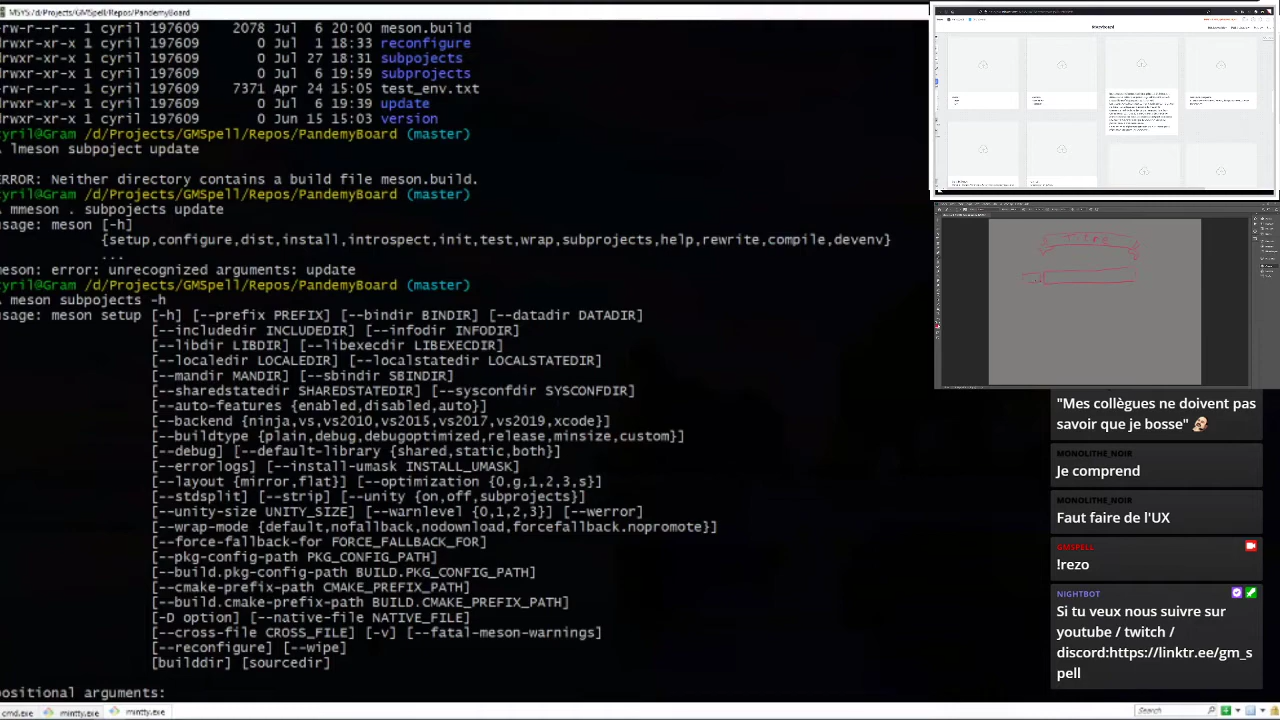 MSYS:/d/Projects/GMSpell/Repos/PandemyBoard
rw-r--r-- 1 cyril 197609 978 Jul 6 20:00 meson.build
drwxr-xr-x 1 cyril 197609 0 Jul 1 18:33 reconfigure
drwxr-xr-x 1 cyril 197609 0 Jul 27 18:46 subpojects
drwxr-xr-x 1 cyril 197609 0 Jul 6 19:59 subprojects
-rw-r--r-- 1 cyril 197609 7371 Apr 24 18:05 test_env.txt
drwxr-xr-x 1 cyril 197609 0 Jul 6 19:39 update
drwxr-xr-x 1 cyril 197609 0 Jun 15 18:03 version
cyril@Gram /d/Projects/GMSpell/Repos/PandemyBoard (master)
lmeson subpoject update
ERROR: Neither directory contains a build file meson.build.
cyril@Gram /d/Projects/GMSpell/Repos/PandemyBoard (master)
mmeson subpojects update
usage: meson [-h]
{setup,configure,dist,install,introspect,init,test,wrap,subprojects,help,rewrite,compile,devenv}
...
meson: error: unrecognized arguments: update
cyril@Gram /d/Projects/GMSpell/Repos/PandemyBoard (master)
meson subpojects -h
usage: meson setup [-h] [--prefix PREFIX] [--bindir BINDIR] [--datadir DATADIR]
[--includedir INCLUDEDIR] [--infodir INFODIR]
[--libdir LIBDIR] [--libexecdir LIBEXECDIR]
[--localedir LOCALEDIR] [--localstatedir LOCALSTATEDIR]
[--mandir MANDIR] [--sbindir SBINDIR]
[--sharedstatedir SHAREDSTATEDIR] [--sysconfdir SYSCONFDIR]
[--auto-features {enabled,disabled,auto}]
[--backend {ninja,vs,vs2010,vs2015,vs2017,vs2019,xcode}]
[--buildtype {plain,debug,debugoptimized,release,minsize,custom}]
[--debug] [--default-library {shared,static,both}]
[--errorlogs] [--install-umask INSTALL_UMASK]
[--layout {mirror,flat}] [--optimization {0,g,1,2,3,s}]
[--stdsplit] [--strip] [--unity {on,off,subprojects}]
[--unity-size UNITY_SIZE] [--warnlevel {0,1,2,3}] [--werror]
[--wrap-mode {default,nofallback,nodownload,forcefallback,nopromote}]
[--force-fallback-for FORCE_FALLBACK_FOR]
[--pkg-config-path PKG_CONFIG_PATH]
[--build.pkg-config-path BUILD.PKG_CONFIG_PATH]
[--cmake-prefix-path CMAKE_PREFIX_PATH]
[--build.cmake-prefix-path BUILD.CMAKE_PREFIX_PATH]
[-D option] [--native-file NATIVE_FILE]
[--cross-file CROSS_FILE] [-v] [--fatal-meson-warnings]
[--reconfigure] [--wipe]
[builddir] [sourcedir]
positional arguments:
cmd.exe mintty.exe mintty.exe
Search
Storyboard
Titre
"Mes collègues ne doivent pas
savoir que je bosse"
MONOLITHE_NOIR
Je comprend
MONOLITHE_NOIR
Faut faire de l'UX
GMSPELL
!rezo
NIGHTBOT
Si tu veux nous suivre sur
youtube / twitch /
discord:https://linktr.ee/gm_s
pell